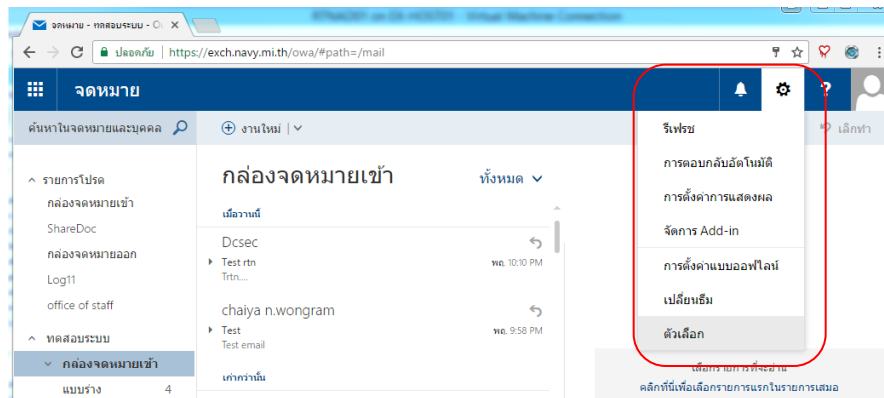 RTNAD01 on DX-HOST01 - Virtual Machine Connection
จดหมาย - ทดสอบระบบ - O
ปลอดภัย | https://exch.navy.mi.th/owa/#path=/mail
จดหมาย
?
ค้นหาในจดหมายและบุคคล
งานใหม่ |
เลิกทำ
รายการโปรด
กล่องจดหมายเข้า
ShareDoc
กล่องจดหมายออก
Log11
office of staff
ทดสอบระบบ
กล่องจดหมายเข้า
แบบร่าง 4
กล่องจดหมายเข้า
ทั้งหมด
เมื่อวานนี้
Dcsec
Test rtn พฤ. 10:10 PM
Trtn....
chaiya n.wongram
Test พฤ. 9:58 PM
Test email
เก่ากว่านั้น
รีเฟรช
การตอบกลับอัตโนมัติ
การตั้งค่าการแสดงผล
จัดการ Add-in
การตั้งค่าแบบออฟไลน์
เปลี่ยนธีม
ตัวเลือก
เลือกรายการที่จะอ่าน
คลิกที่นี่เพื่อเลือกรายการแรกในรายการเสมอ